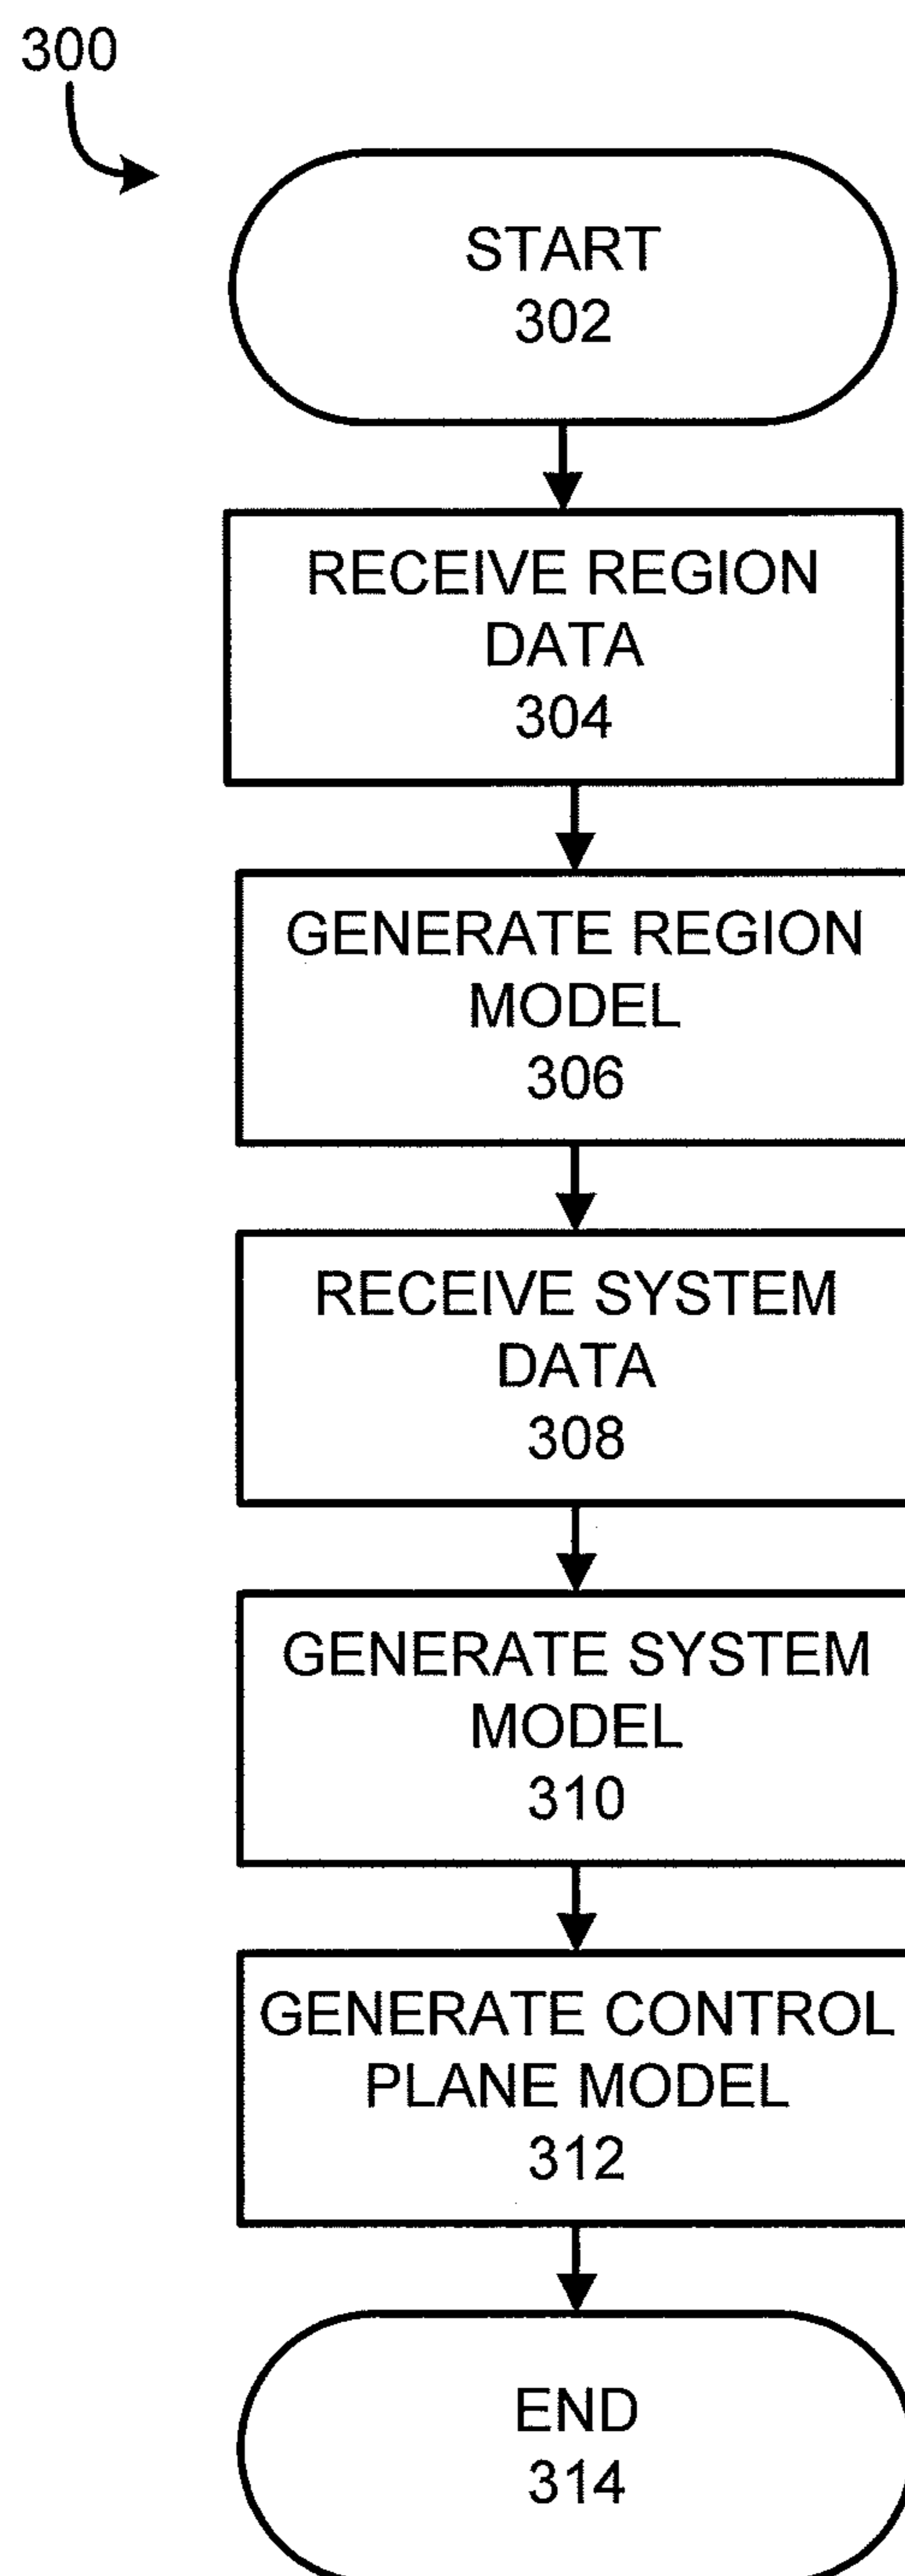 300
START
302
RECEIVE REGION
DATA
304
GENERATE REGION
MODEL
306
RECEIVE SYSTEM
DATA
308
GENERATE SYSTEM
MODEL
310
GENERATE CONTROL
PLANE MODEL
312
END
314